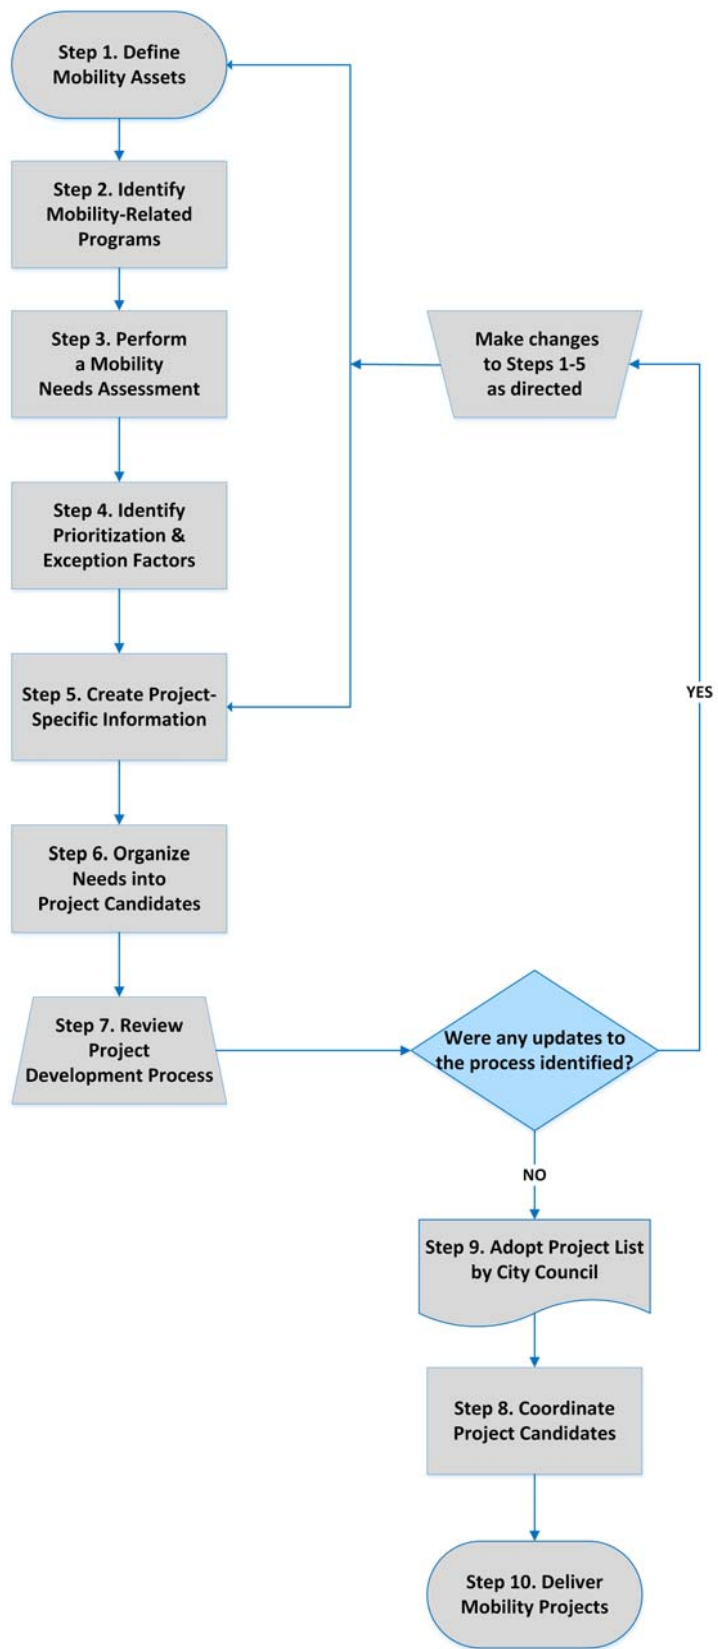 Step 1. Define
Mobility Assets
Step 2. Identify
Mobility-Related
Programs
Step 3. Perform
a Mobility
Needs Assessment
Make changes
to Steps 1-5
as directed
Step 4. Identify
Prioritization &
Exception Factors
Step 5. Create Project-
Specific Information
YES
Step 6. Organize
Needs into
Project Candidates
Step 7. Review
Project
Development Process
Were any updates to
the process identified?
NO
Step 9. Adopt Project List
by City Council
Step 8. Coordinate
Project Candidates
Step 10. Deliver
Mobility Projects